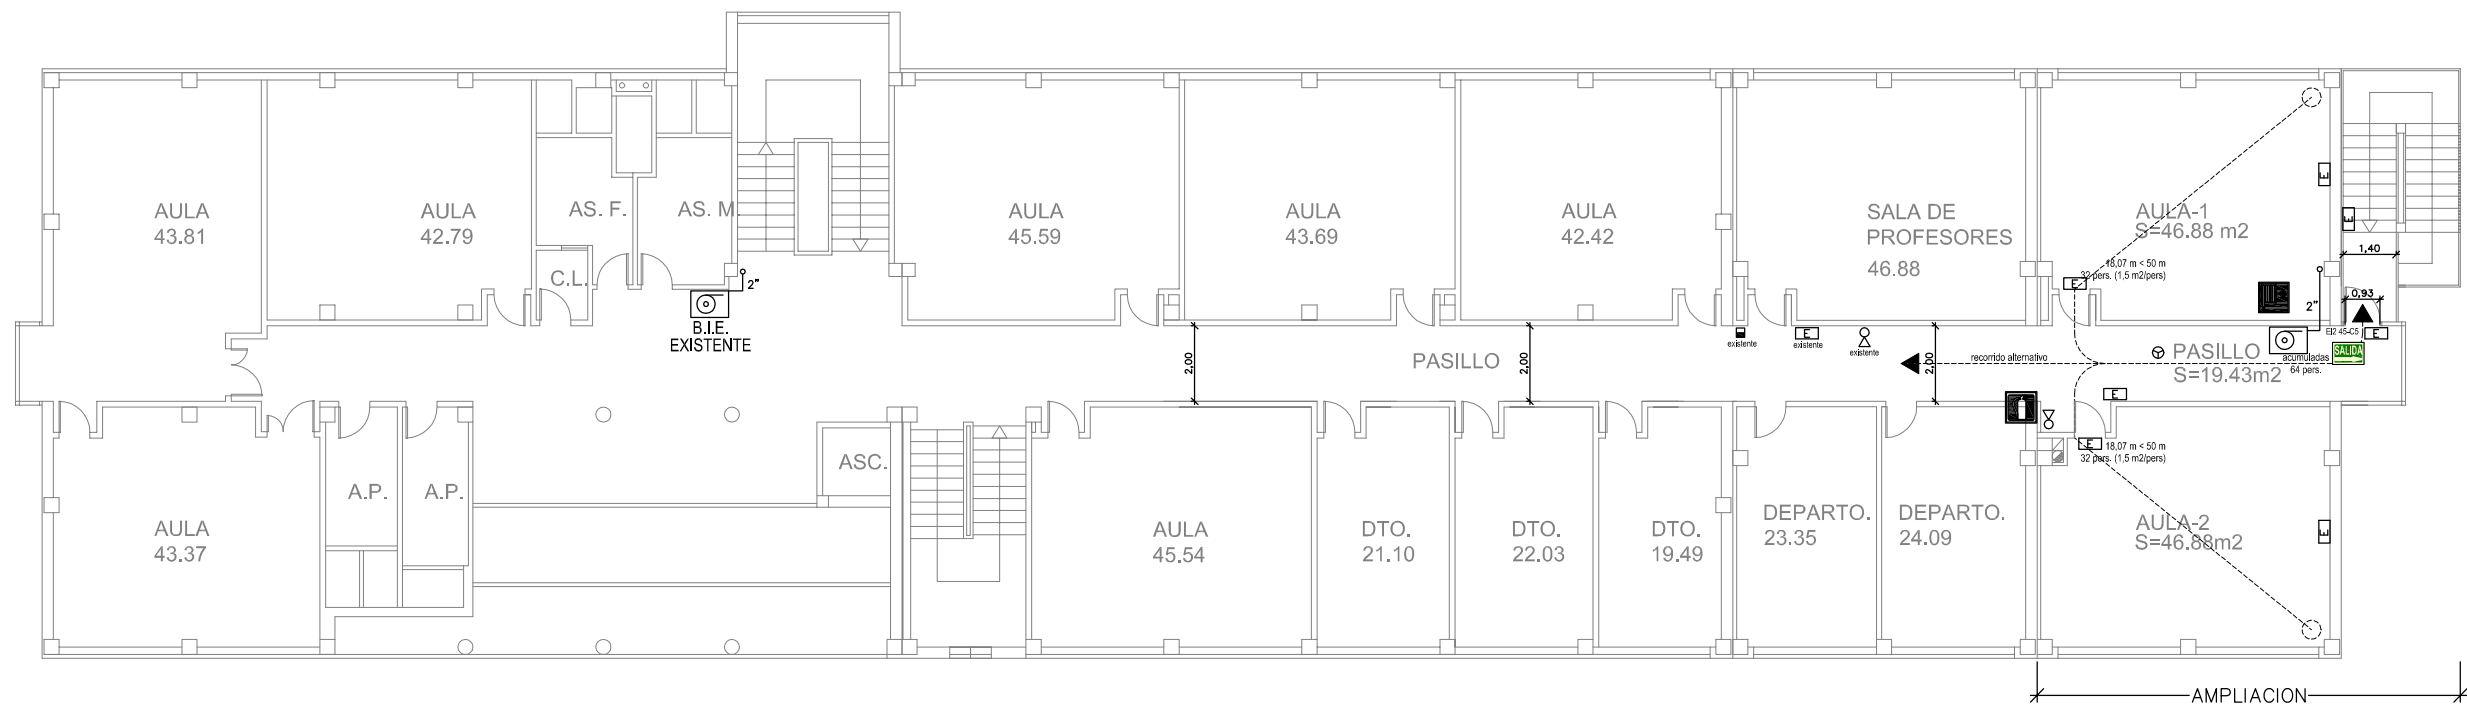 AULA
43.81
AULA
42.79
AS. F.
AS. M.
C.L.
2"
B.I.E.
EXISTENTE
AULA
45.59
AULA
43.69
AULA
42.42
SALA DE
PROFESORES
46.88
AULA-1
S=46.88 m2
18,07 m < 50 m
32 pers. (1,5 m2/pers)
E
E
E
1,40
0,93
2"
EI2 45-C5
E
2,00
PASILLO
2,00
existente
E
existente
existente
recorrido alternativo
2,00
PASILLO
S=19.43m2
acumuladas
64 pers.
SALIDA
E
E
18,07 m < 50 m
32 pers. (1,5 m2/pers)
AULA
43.37
A.P.
A.P.
ASC.
AULA
45.54
DTO.
21.10
DTO.
22.03
DTO.
19.49
DEPARTO.
23.35
DEPARTO.
24.09
AULA-2
S=46.88m2
E
AMPLIACION